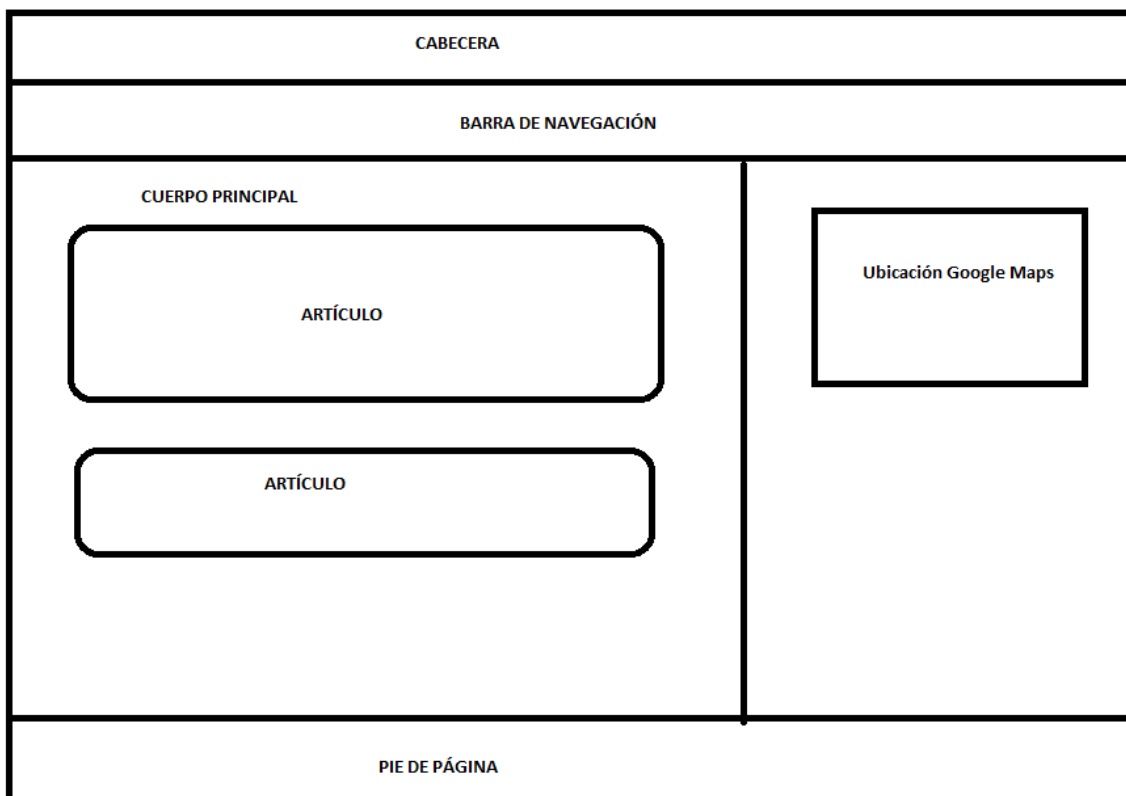 CABECERA
BARRA DE NAVEGACIÓN
CUERPO PRINCIPAL
ARTÍCULO
ARTÍCULO
Ubicación Google Maps
PIE DE PÁGINA